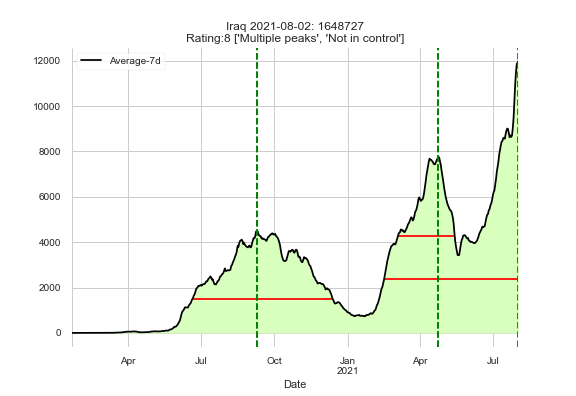 Iraq 2021-08-02: 1648727
Rating:8 ['Multiple peaks', 'Not in control']
Average-7d
12000
10000
8000
6000
4000
2000
0
Apr
Jul
Oct
Jan
2021
Apr
Jul
Date